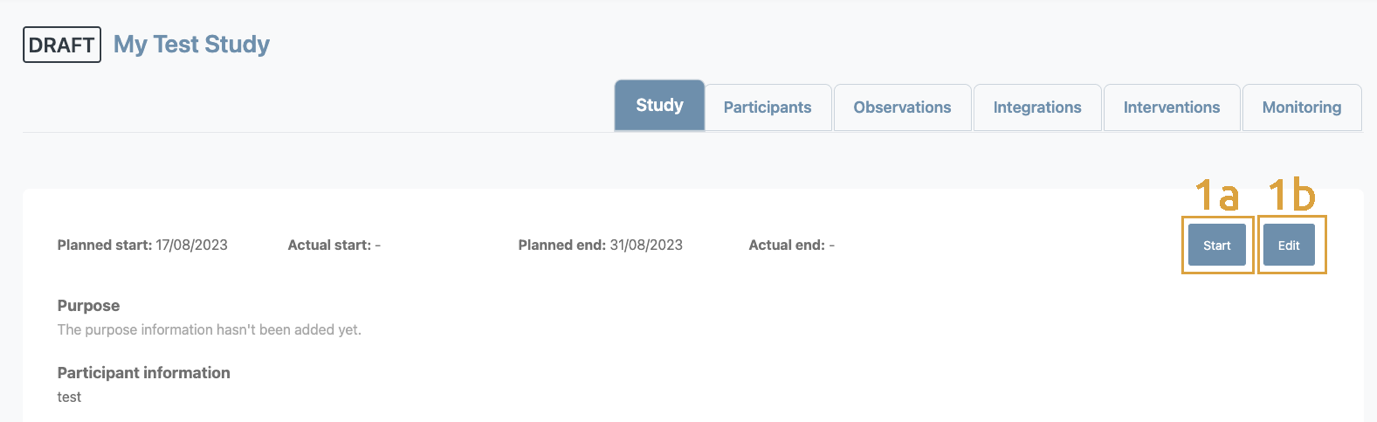 DRAFT My Test Study
Study Participants Observations Integrations Interventions Monitoring
1a 1b
Planned start: 17/08/2023 Actual start: - Planned end: 31/08/2023 Actual end: - Start Edit
Purpose
The purpose information hasn't been added yet.
Participant information
test